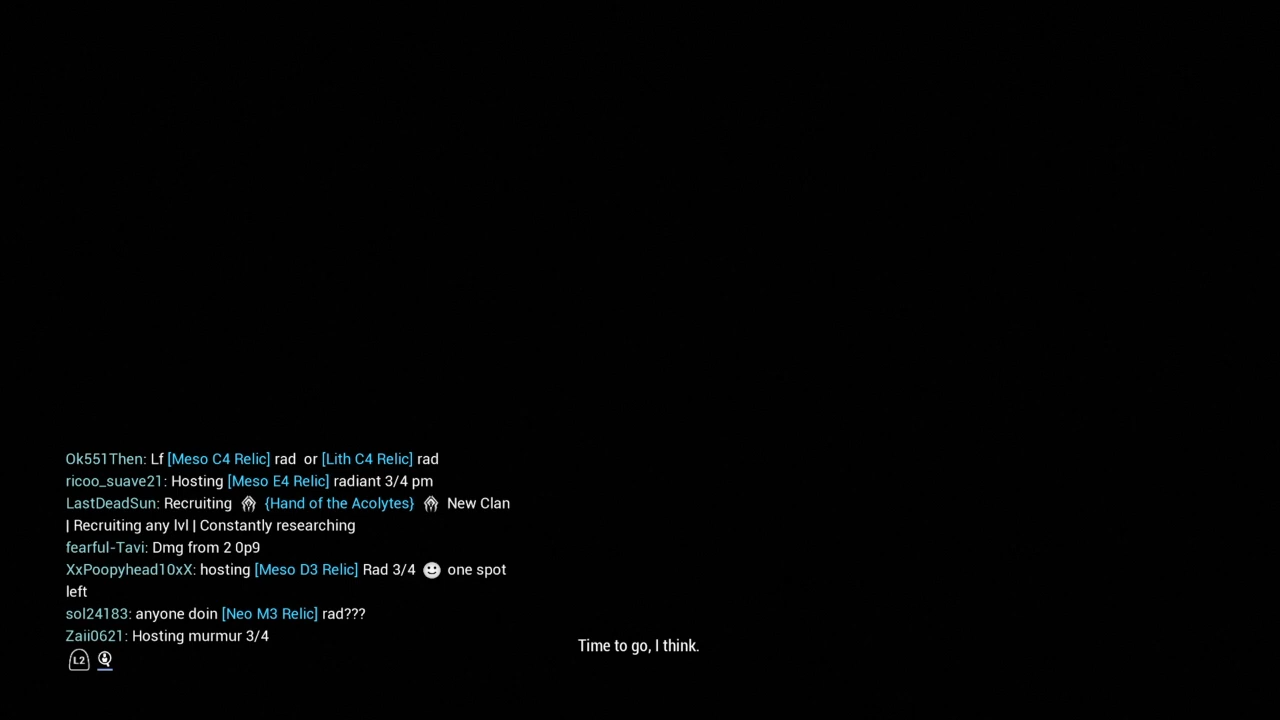 Ok551Then: Lf [Meso C4 Relic] rad or [Lith C4 Relic] rad
ricoo_suave21: Hosting [Meso E4 Relic] radiant 3/4 pm
LastDeadSun: Recruiting {Hand of the Acolytes} New Clan
| Recruiting any lvl | Constantly researching
fearful-Tavi: Dmg from 2 0p9
XxPoopyhead10xX: hosting [Meso D3 Relic] Rad 3/4 one spot
left
sol24183: anyone doin [Neo M3 Relic] rad???
Zaii0621: Hosting murmur 3/4
Time to go, I think.
L2